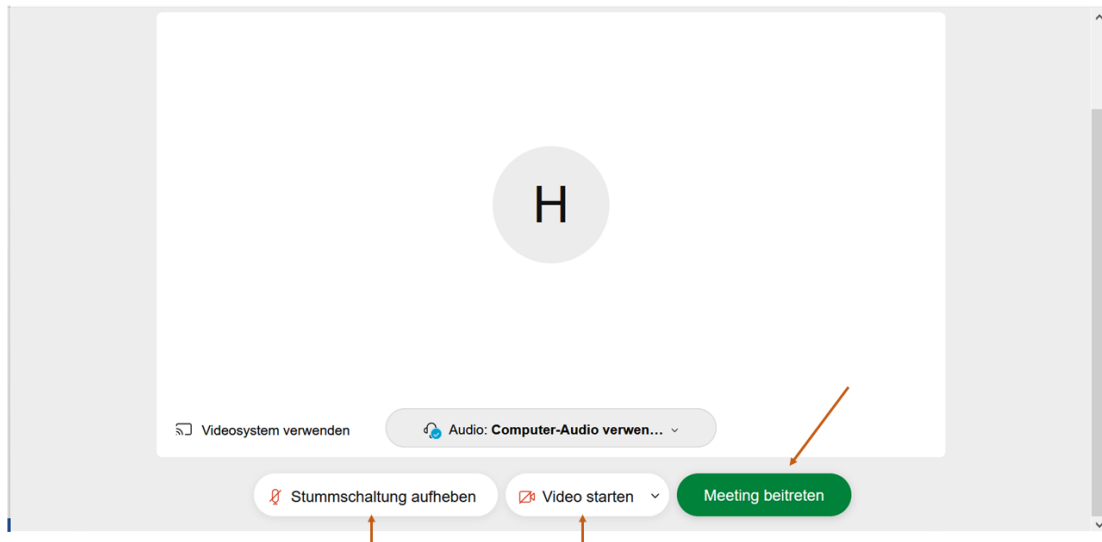 H
Videosystem verwenden
Audio: Computer-Audio verwen...
Stummschaltung aufheben
Video starten
Meeting beitreten